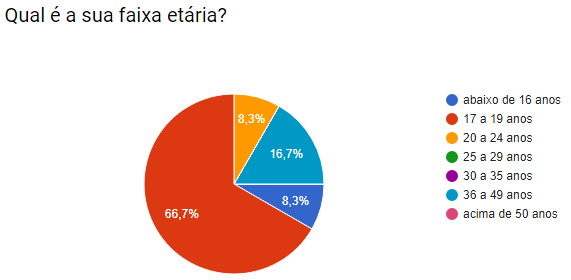 Qual é a sua faixa etária?
8,3%
16,7%
8,3%
66,7%
abaixo de 16 anos
17 a 19 anos
20 a 24 anos
25 a 29 anos
30 a 35 anos
36 a 49 anos
acima de 50 anos